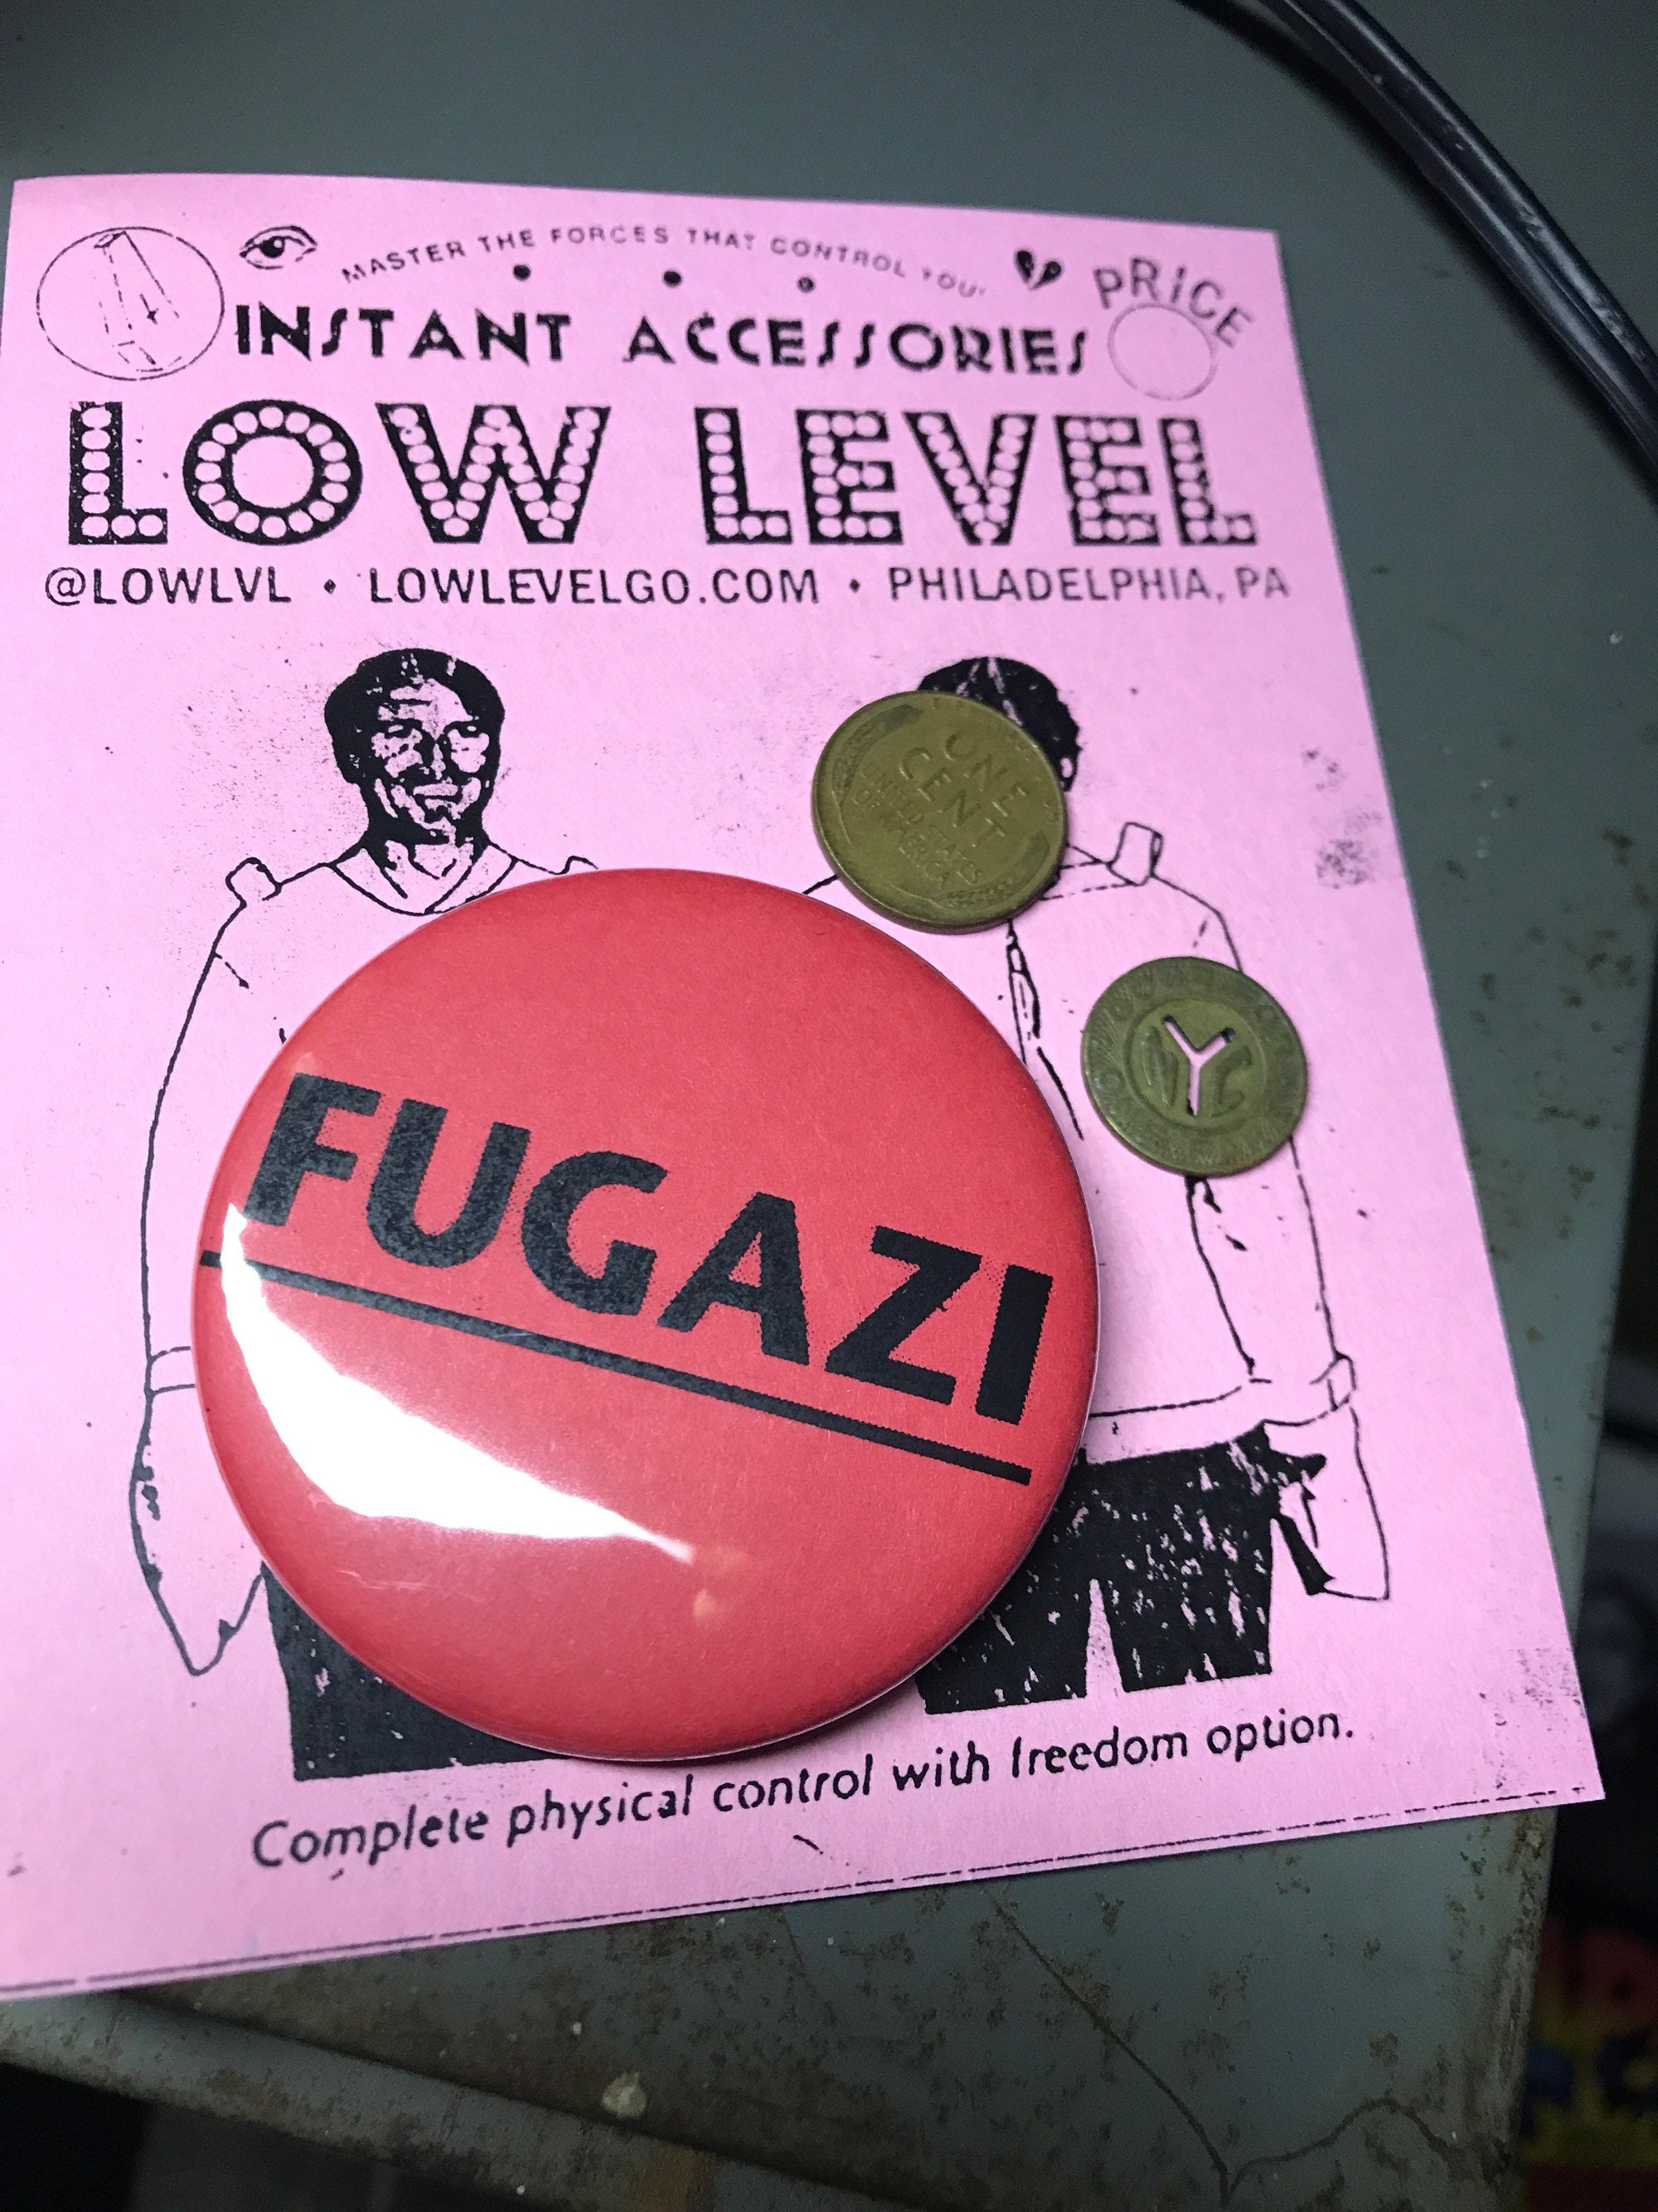 MASTER THE FORCES THAT CONTROL YOU!
PRICE
INSTANT ACCESSORIES
LOW LEVEL
@LOWLVL • LOWLEVELGO.COM • PHILADELPHIA, PA
ONE
CENT
UNITED STATES
OF AMERICA
NYC
FUGAZI
Complete physical control with freedom option.